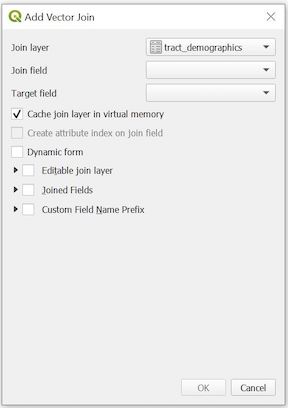 Add Vector Join
Join layer tract_demographics
Join field
Target field
Cache join layer in virtual memory
Create attribute index on join field
Dynamic form
Editable join layer
Joined Fields
Custom Field Name Prefix
OK Cancel